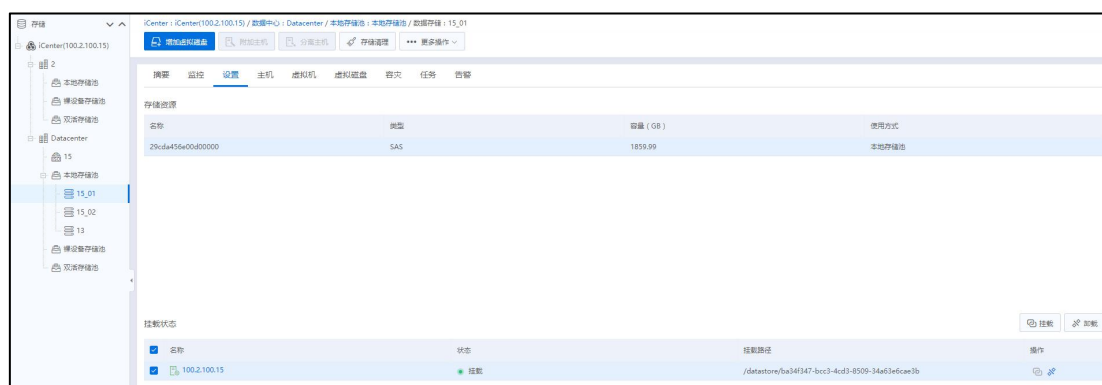 存储
iCenter(100.2.100.15)
2
本地存储池
裸设备存储池
双活存储池
Datacenter
15
本地存储池
15_01
15_02
13
裸设备存储池
双活存储池
iCenter：iCenter(100.2.100.15) / 数据中心：Datacenter / 本地存储池：本地存储池 / 数据存储：15_01
增加虚拟磁盘 附加主机 分离主机 存储清理 ••• 更多操作
摘要 监控 设置 主机 虚拟机 虚拟磁盘 容灾 任务 告警
存储资源
名称 类型 容量（GB） 使用方式
29cda456e00d00000 SAS 1859.99 本地存储池
挂载状态 挂载 卸载
名称 状态 挂载路径 操作
100.2.100.15 挂载 /datastore/ba34f347-bcc3-4cd3-8509-34a63e6cae3b